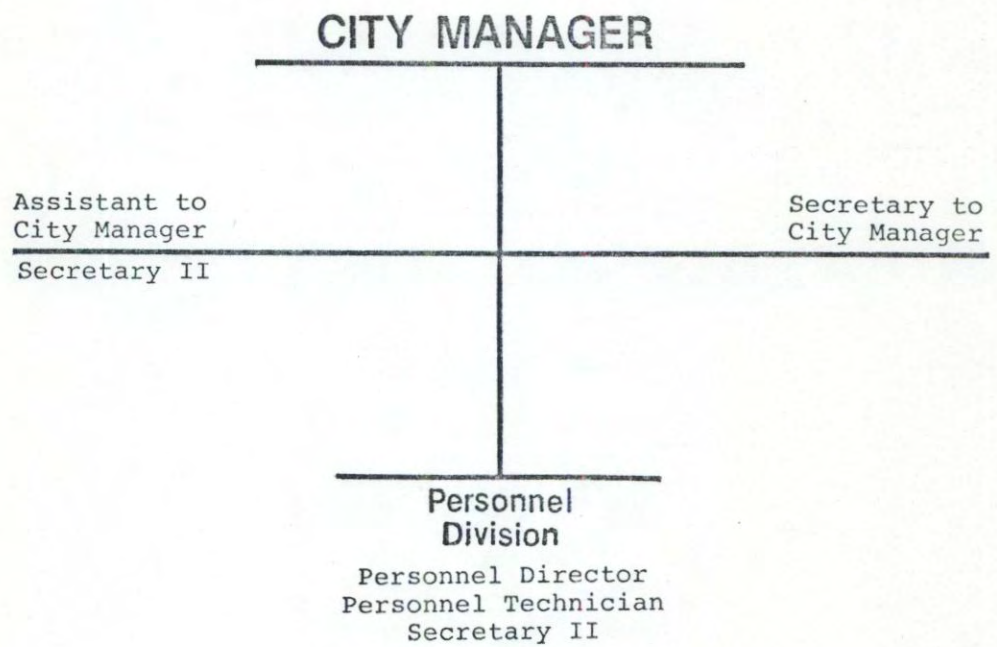 CITY MANAGER
Assistant to
City Manager
Secretary II
Secretary to
City Manager
Personnel
Division
Personnel Director
Personnel Technician
Secretary II